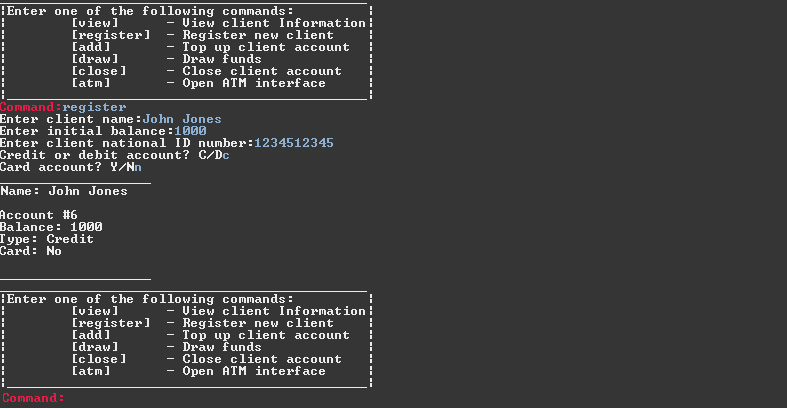 ¦Enter one of the following commands:          ¦
¦        [view]      - View client Information¦
¦        [register]  - Register new client     ¦
¦        [add]       - Top up client account   ¦
¦        [draw]      - Draw funds              ¦
¦        [close]     - Close client account    ¦
¦        [atm]       - Open ATM interface      ¦
Command:register
Enter client name:John Jones
Enter initial balance:1000
Enter client national ID number:1234512345
Credit or debit account? C/Dc
Card account? Y/Nn
Name: John Jones
Account #6
Balance: 1000
Type: Credit
Card: No
¦Enter one of the following commands:          ¦
¦        [view]      - View client Information¦
¦        [register]  - Register new client     ¦
¦        [add]       - Top up client account   ¦
¦        [draw]      - Draw funds              ¦
¦        [close]     - Close client account    ¦
¦        [atm]       - Open ATM interface      ¦
Command: